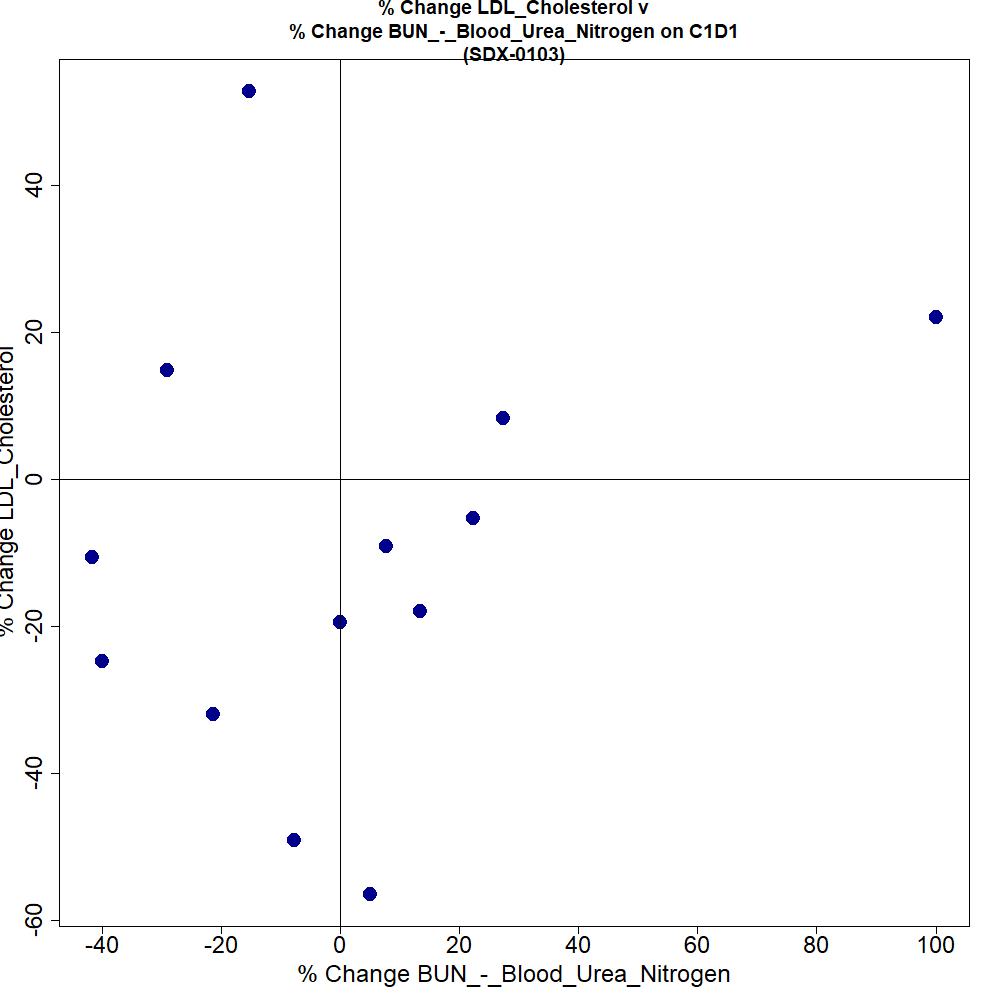 % Change LDL_Cholesterol v
% Change BUN_-_Blood_Urea_Nitrogen on C1D1
(SDX-0103)
% Change LDL_Cholesterol
40
20
0
-20
-40
-60
-40
-20
0
20
40
60
80
100
% Change BUN_-_Blood_Urea_Nitrogen